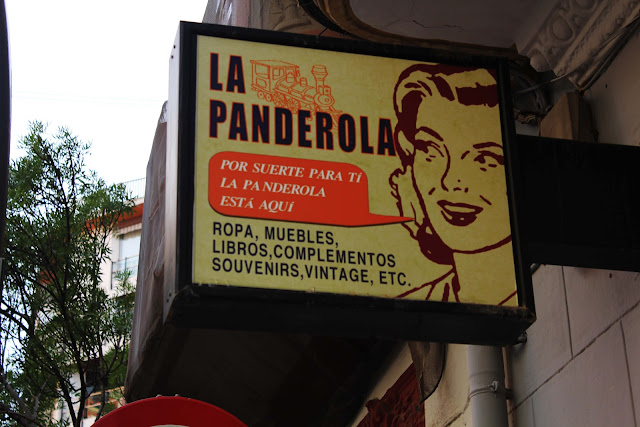 LA
PANDEROLA
POR SUERTE PARA TÍ
LA PANDEROLA
ESTÁ AQUÍ
ROPA, MUEBLES,
LIBROS,COMPLEMENTOS
SOUVENIRS,VINTAGE, ETC.